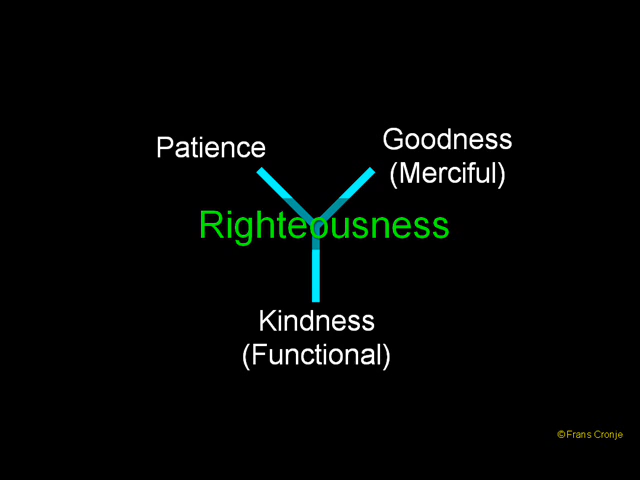 Patience
Goodness
(Merciful)
Righteousness
Kindness
(Functional)
©Frans Cronje